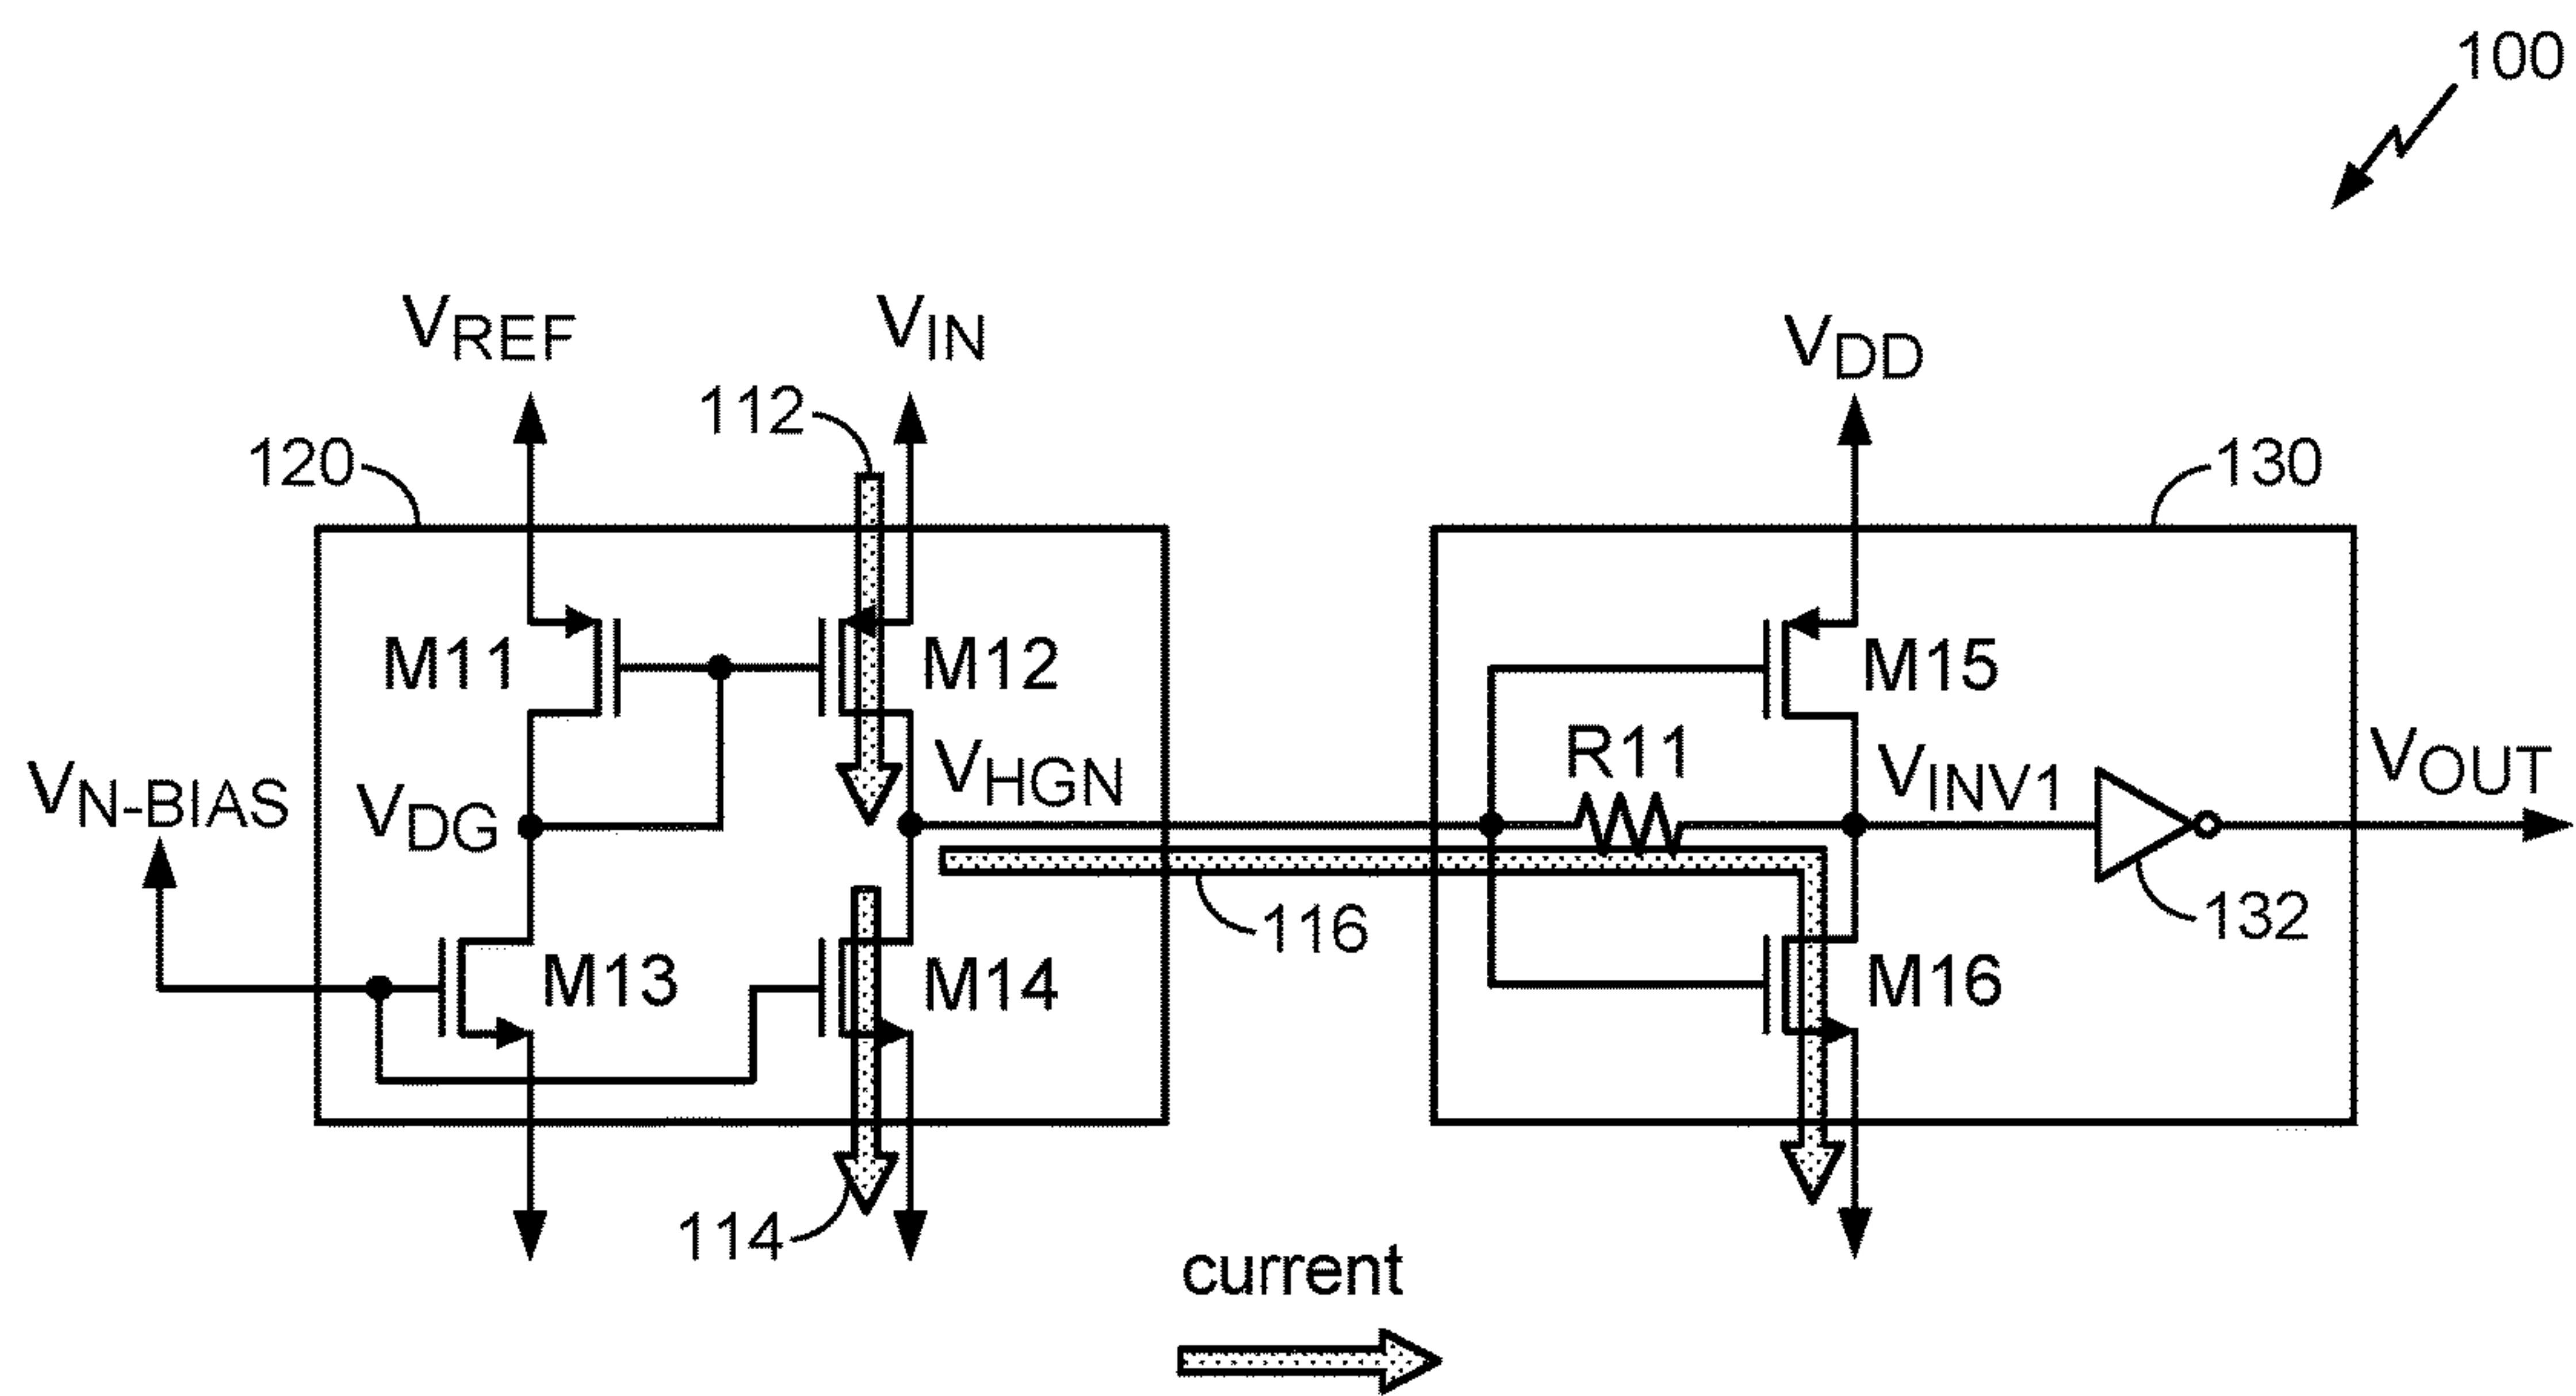 100
VREF
VIN
VDD
112
120
130
M11
M12
M15
R11
VN-BIAS
VDG
VHGN
VINV1
VOUT
116
132
M13
M14
M16
114
current